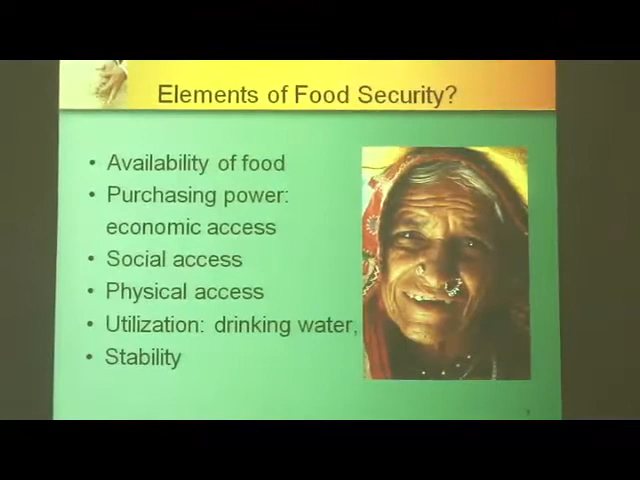 Elements of Food Security?
• Availability of food
• Purchasing power:
economic access
• Social access
• Physical access
• Utilization: drinking water,
• Stability